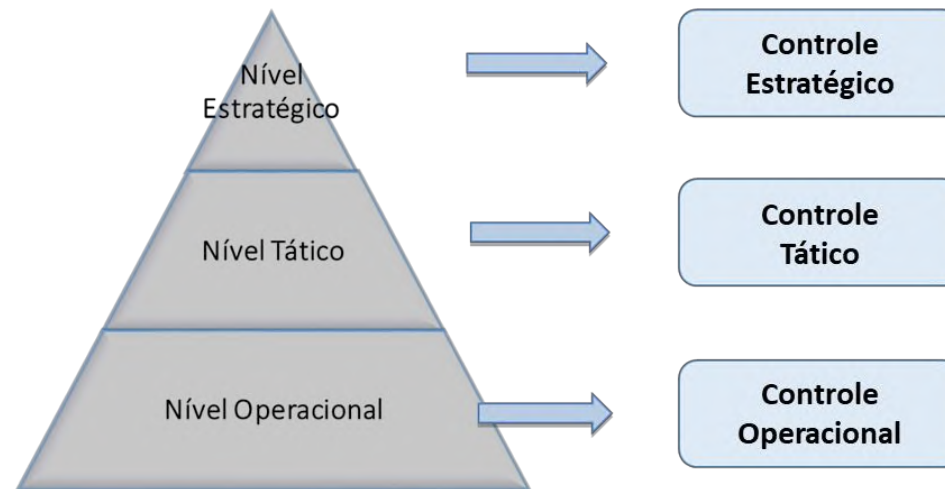 Nível
Estratégico
Controle
Estratégico
Nível Tático
Controle
Tático
Nível Operacional
Controle
Operacional